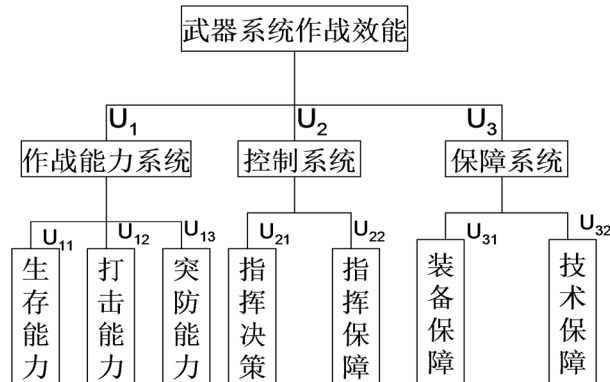 武器系统作战效能
U1 U2 U3
作战能力系统 控制系统 保障系统
U11 U12 U13 U21 U22 U31 U32
生存能力
打击能力
突防能力
指挥决策
指挥保障
装备保障
技术保障